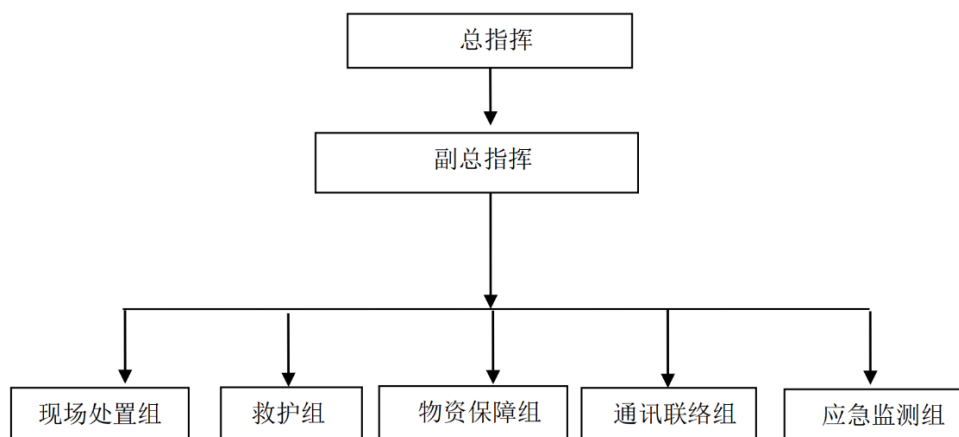 总指挥
副总指挥
现场处置组
救护组
物资保障组
通讯联络组
应急监测组